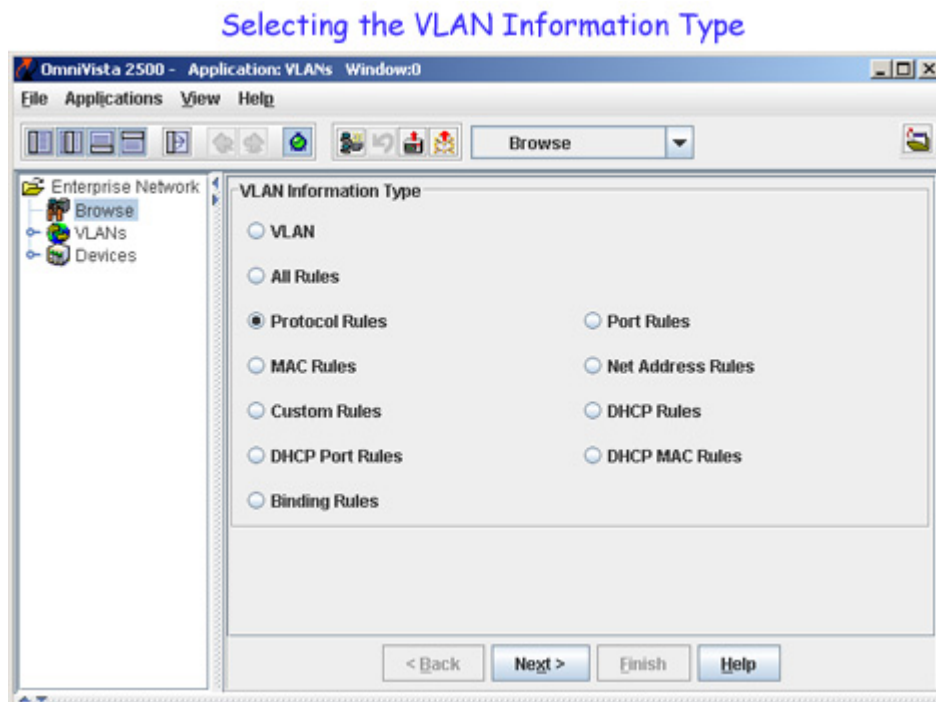 Selecting the VLAN Information Type
OmniVista 2500 - Application: VLANs Window:0
File Applications View Help
Browse
Enterprise Network
Browse
VLANs
Devices
VLAN Information Type
VLAN
All Rules
Protocol Rules Port Rules
MAC Rules Net Address Rules
Custom Rules DHCP Rules
DHCP Port Rules DHCP MAC Rules
Binding Rules
< Back Next > Finish Help